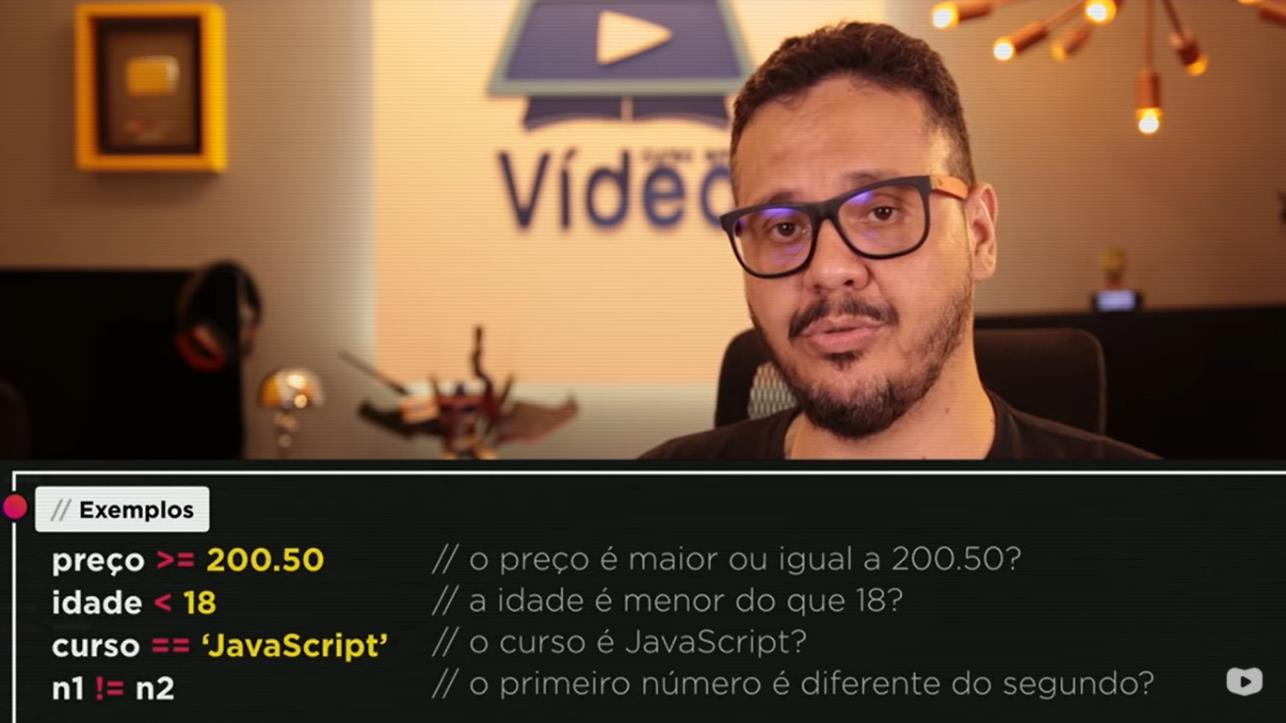 Vídeo
// Exemplos
preço >= 200.50 // o preço é maior ou igual a 200.50?
idade < 18 // a idade é menor do que 18?
curso == ‘JavaScript’ // o curso é JavaScript?
n1 != n2 // o primeiro número é diferente do segundo?